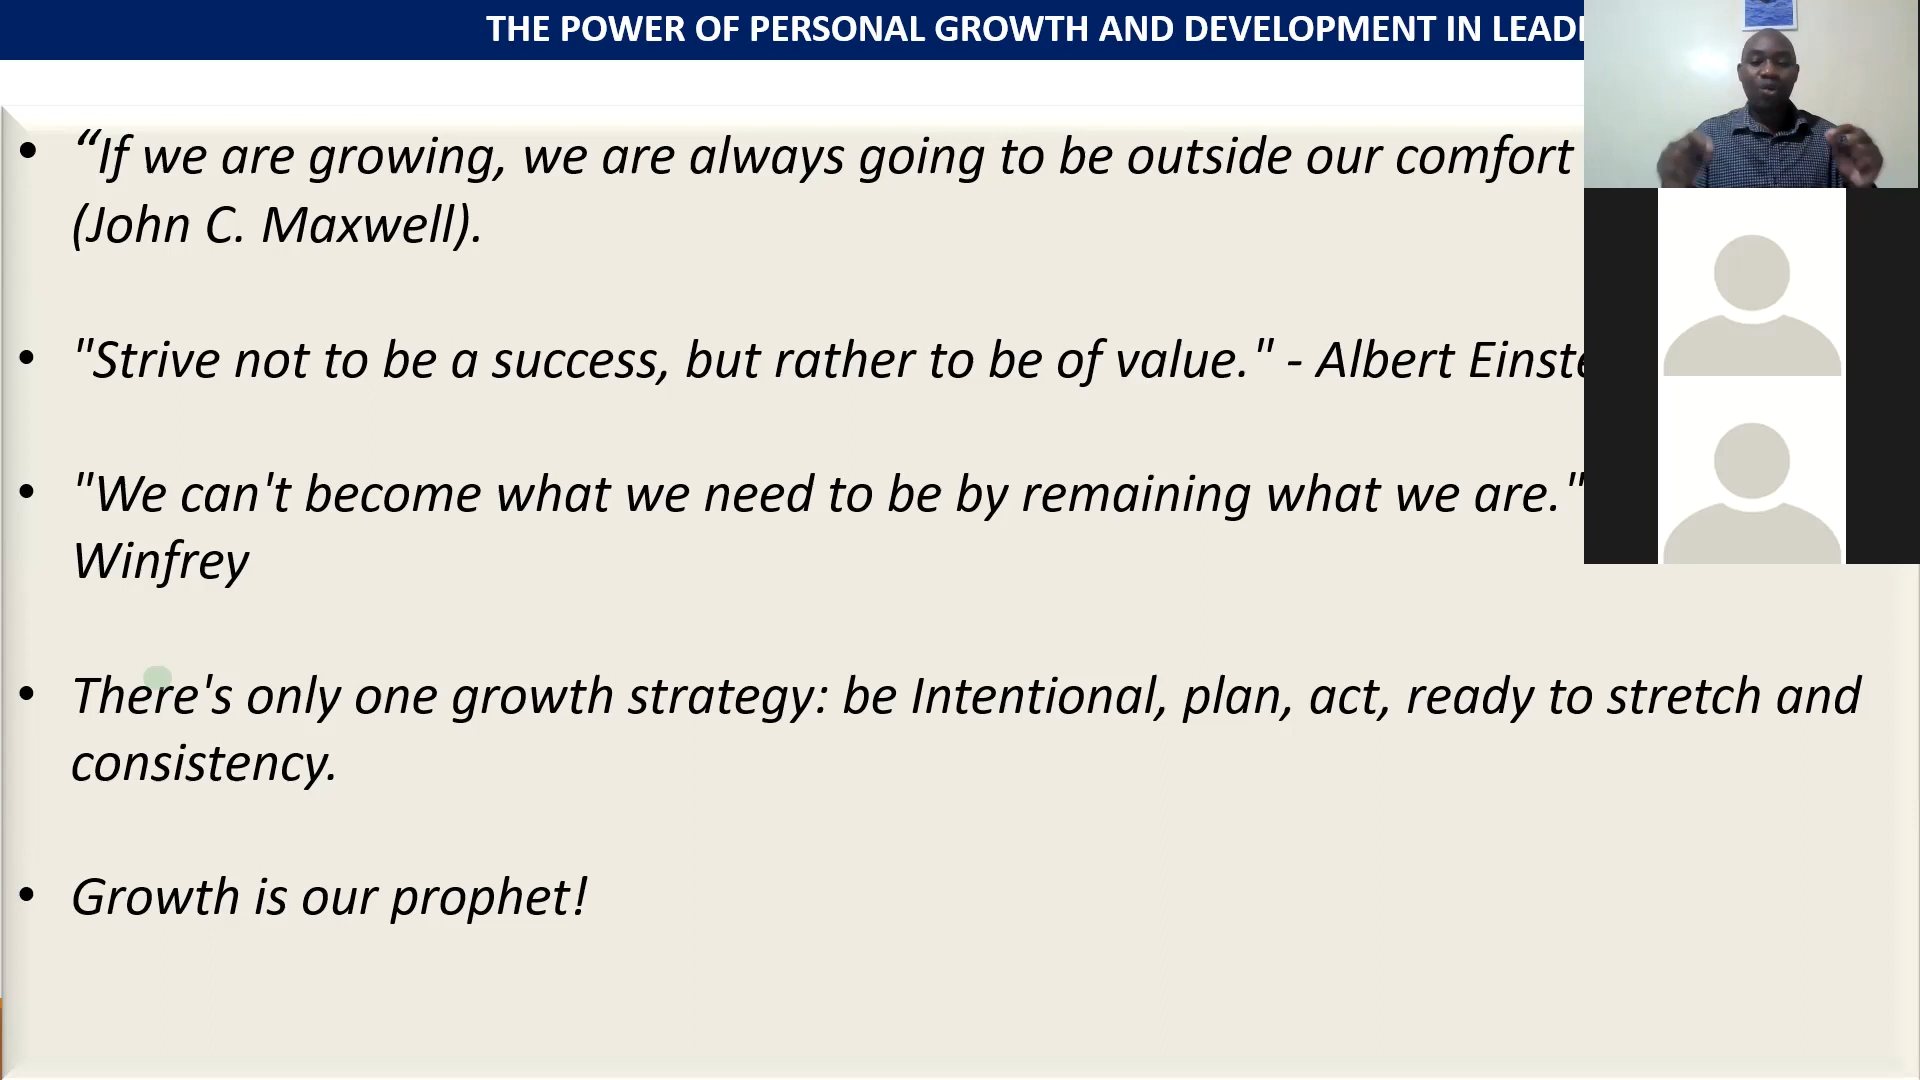 THE POWER OF PERSONAL GROWTH AND DEVELOPMENT IN
• “If we are growing, we are always going to be outside our comfort
(John C. Maxwell).
• "Strive not to be a success, but rather to be of value." - Albert
• "We can't become what we need to be by remaining what we are."
Winfrey
• There's only one growth strategy: be Intentional, plan, act, ready to stretch and
consistency.
• Growth is our prophet!